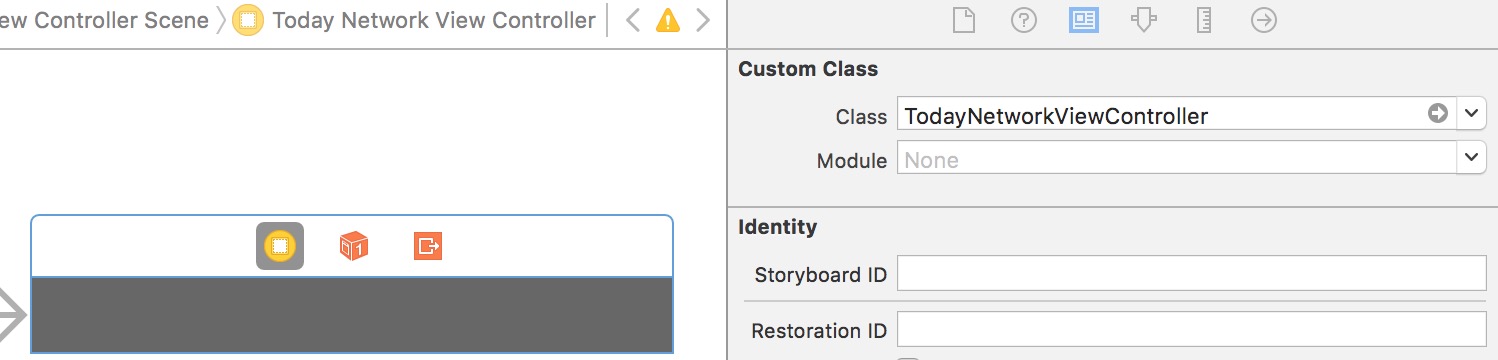 ew Controller Scene
Today Network View Controller
Custom Class
Class
TodayNetworkViewController
Module
None
Identity
Storyboard ID
Restoration ID